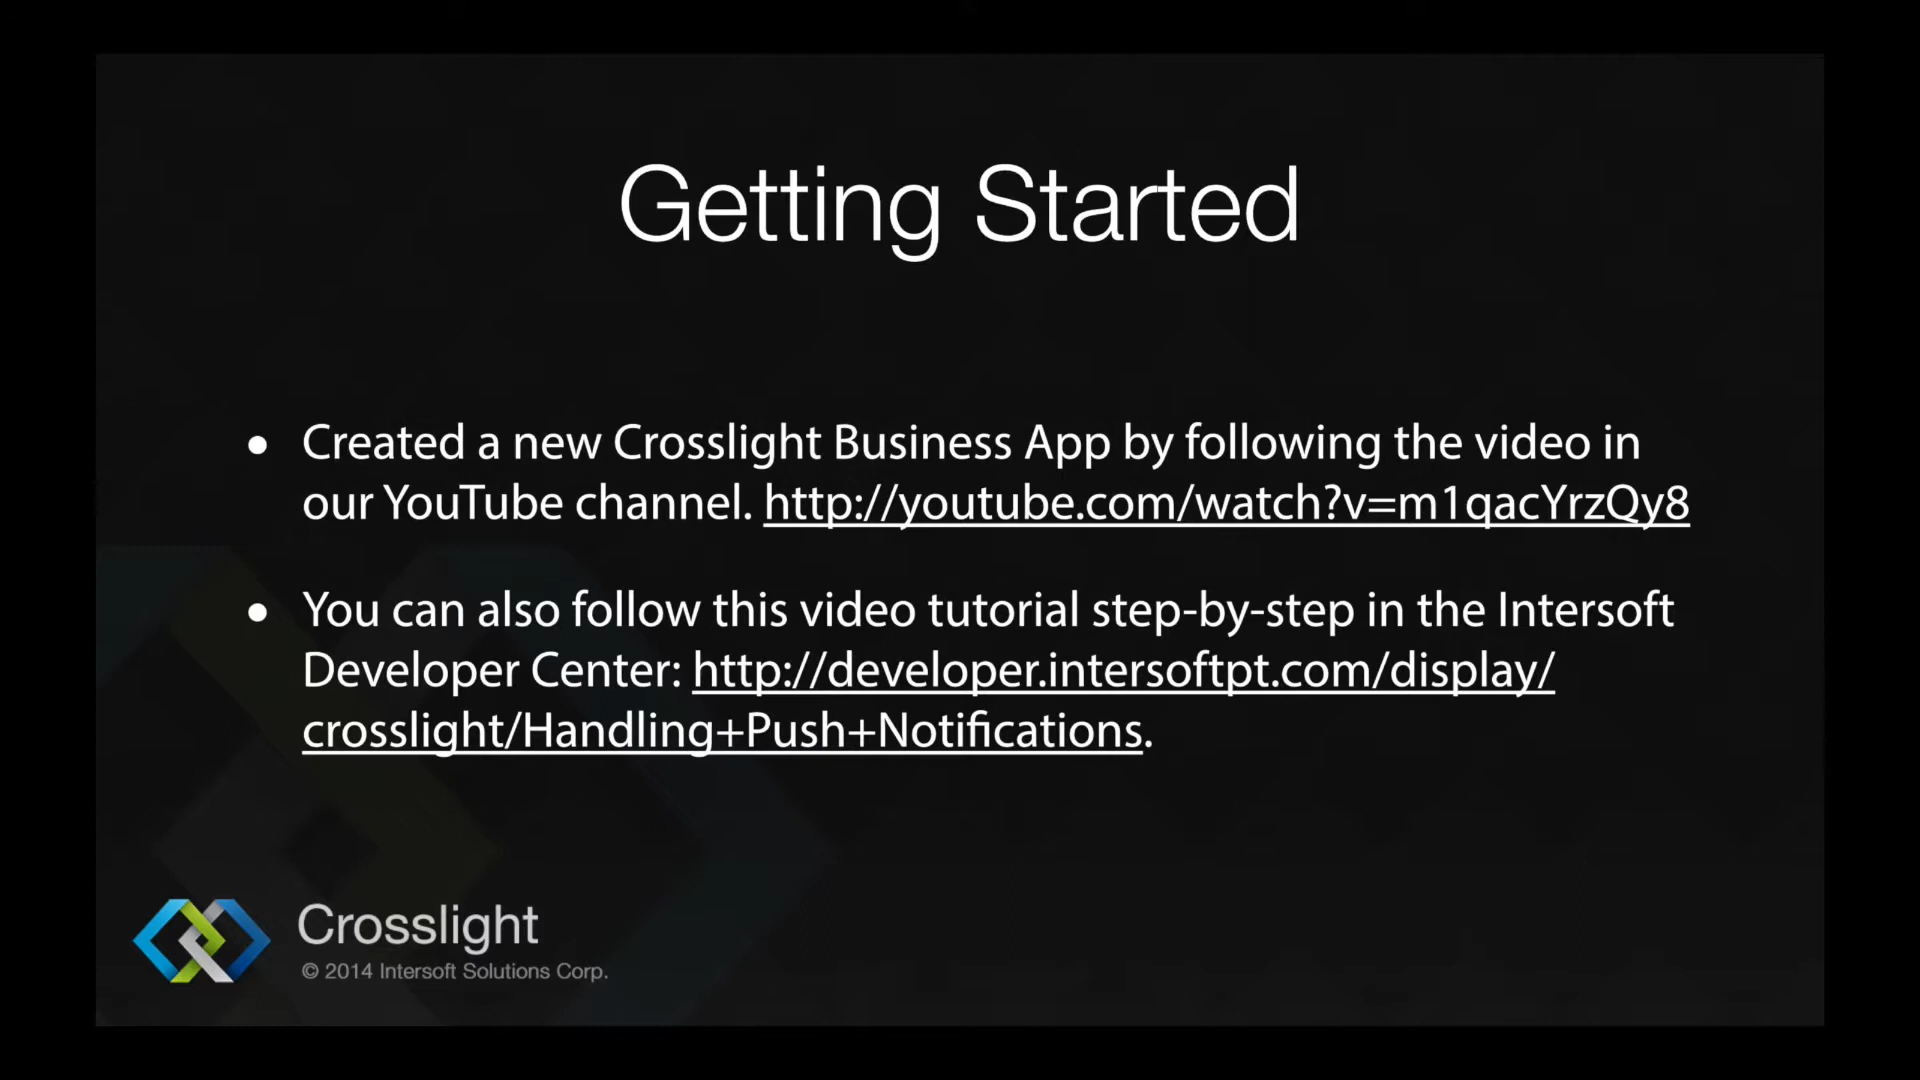 Getting Started
• Created a new Crosslight Business App by following the video in
our YouTube channel. http://youtube.com/watch?v=m1qacYrzQy8
• You can also follow this video tutorial step-by-step in the Intersoft
Developer Center: http://developer.intersoftpt.com/display/
crosslight/Handling+Push+Notifications.
Crosslight
© 2014 Intersoft Solutions Corp.